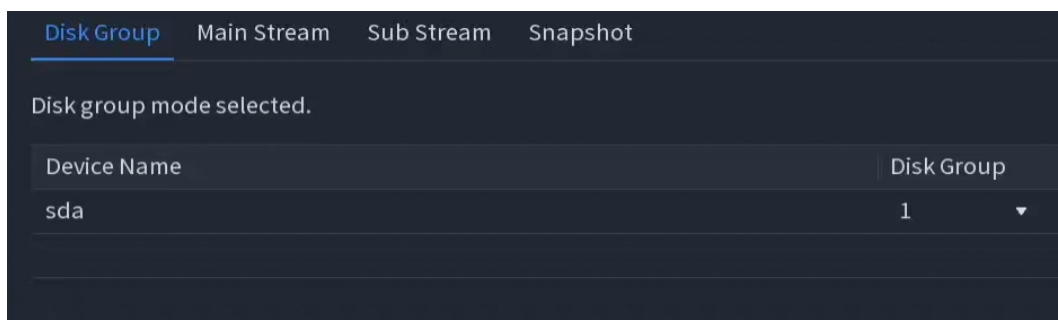 Disk Group Main Stream Sub Stream Snapshot
Disk group mode selected.
Device Name Disk Group
sda 1